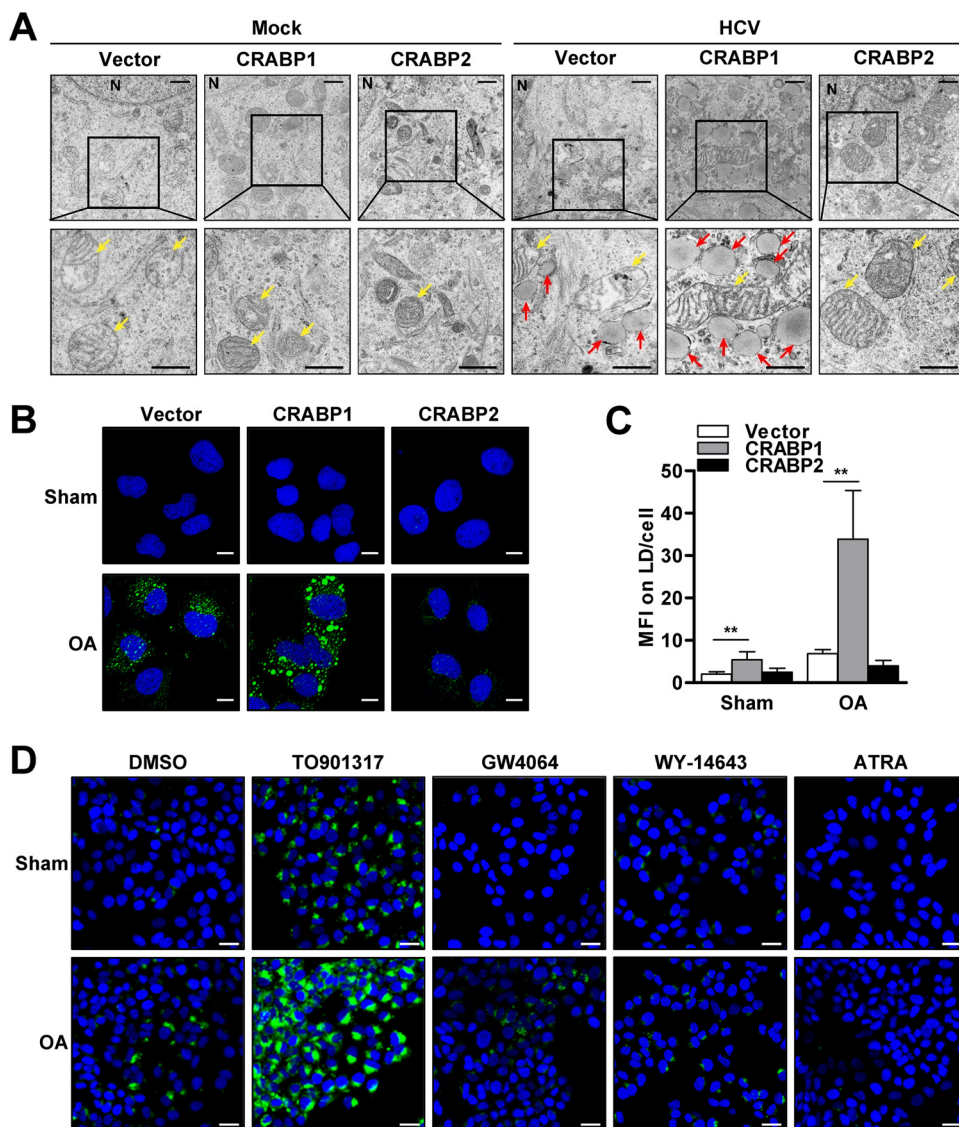 A
Mock HCV
Vector CRABP1 CRABP2 Vector CRABP1 CRABP2
N N N N
B
Vector CRABP1 CRABP2
Sham
OA
C
Vector
CRABP1
CRABP2
MFI on LD/cell
50
40
30
20
10
0
**
**
Sham OA
D
DMSO TO901317 GW4064 WY-14643 ATRA
Sham
OA